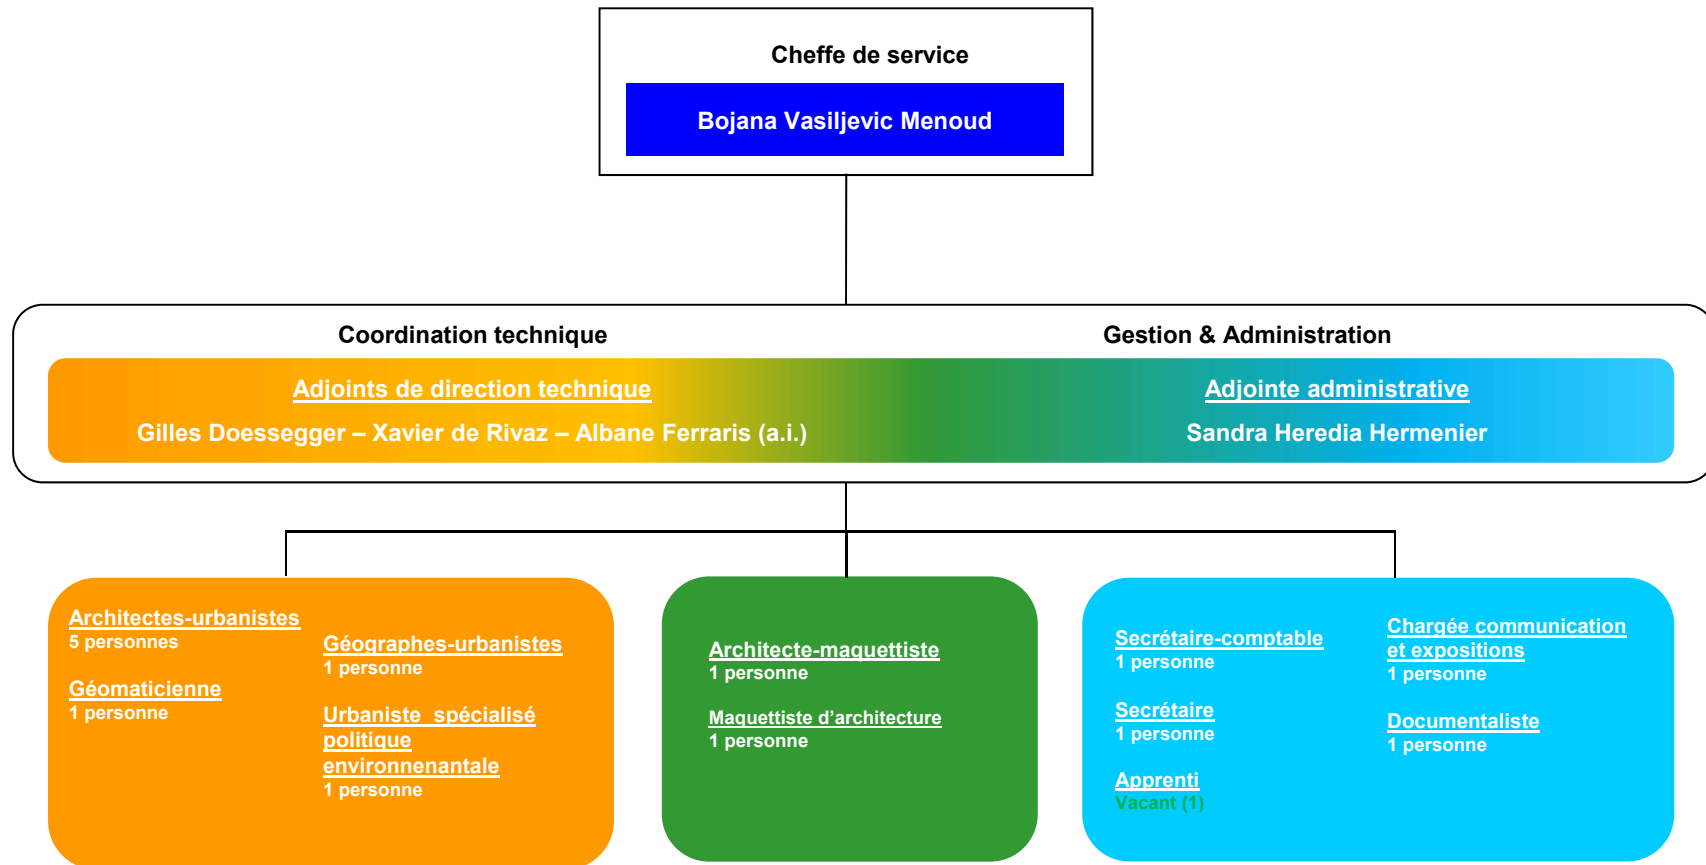 Cheffe de service
Bojana Vasiljevic Menoud
Coordination technique
Gestion & Administration
Adjoints de direction technique
Gilles Doessegger – Xavier de Rivaz – Albane Ferraris (a.i.)
Adjointe administrative
Sandra Heredia Hermenier
Architectes-urbanistes
5 personnes
Géomaticienne
1 personne
Géographes-urbanistes
1 personne
Urbaniste spécialisé
politique
environnenantale
1 personne
Architecte-maquettiste
1 personne
Maquettiste d’architecture
1 personne
Secrétaire-comptable
1 personne
Secrétaire
1 personne
Apprenti
Vacant (1)
Chargée communication
et expositions
1 personne
Documentaliste
1 personne